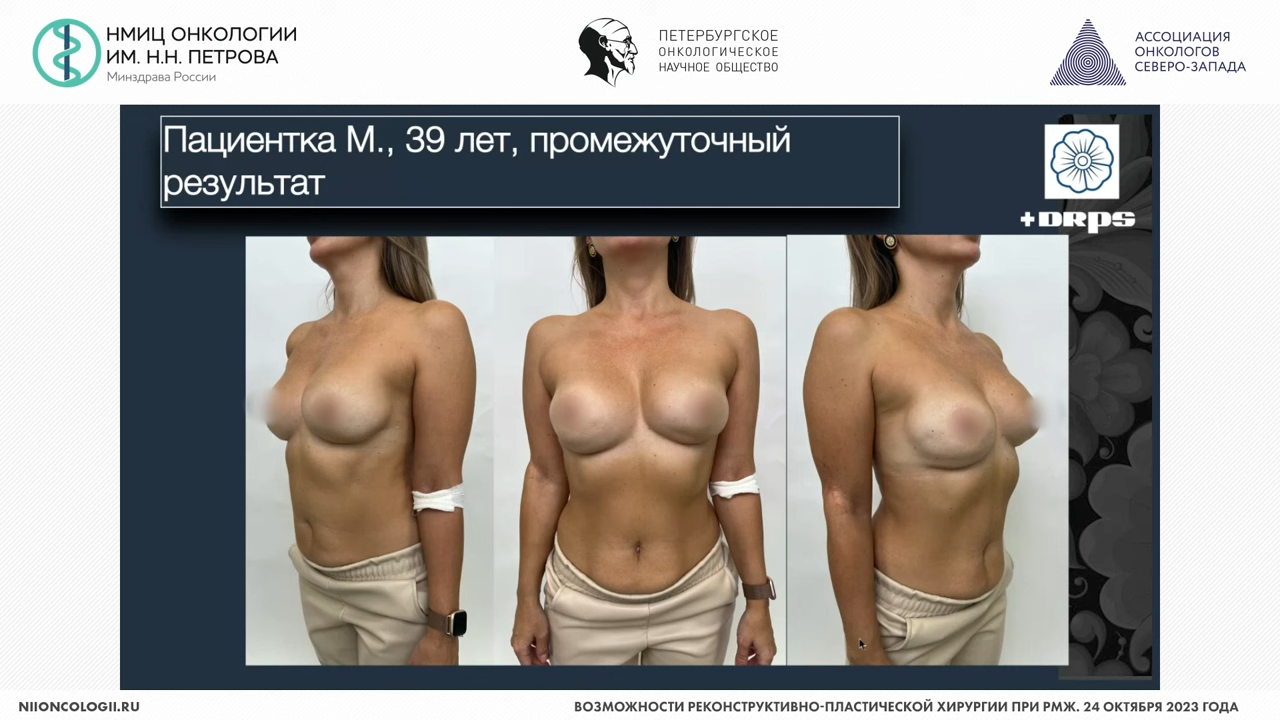 НМИЦ ОНКОЛОГИИ
ИМ. Н.Н. ПЕТРОВА
Минздрава России
ПЕТЕРБУРГСКОЕ
ОНКОЛОГИЧЕСКОЕ
НАУЧНОЕ ОБЩЕСТВО
АССОЦИАЦИЯ
ОНКОЛОГОВ
СЕВЕРО-ЗАПАДА
Пациентка М., 39 лет, промежуточный
результат
+DRPS
NIIONCOLOGII.RU
ВОЗМОЖНОСТИ РЕКОНСТРУКТИВНО-ПЛАСТИЧЕСКОЙ ХИРУРГИИ ПРИ РМЖ. 24 ОКТЯБРЯ 2023 ГОДА